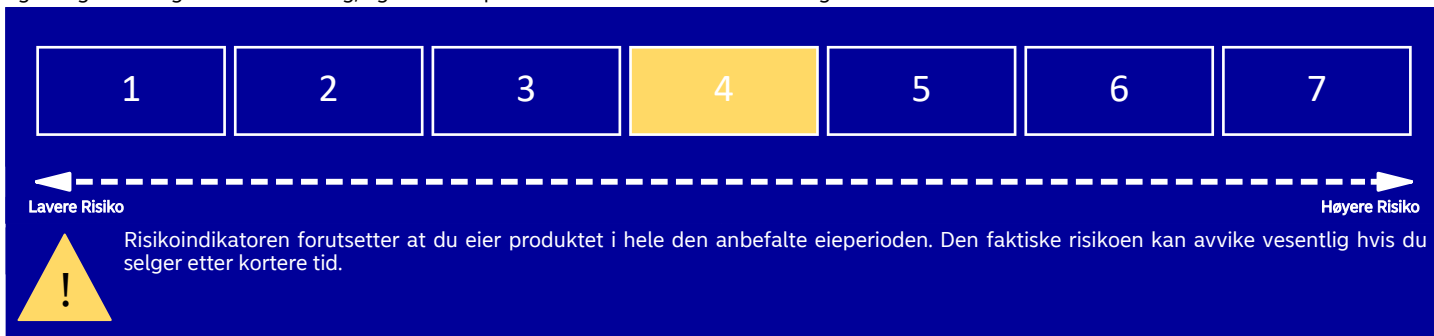 1 2 3 4 5 6 7
Lavere Risiko Høyere Risiko
Risikoindikatoren forutsetter at du eier produktet i hele den anbefalte eieperioden. Den faktiske risikoen kan avvike vesentlig hvis du
selger etter kortere tid.
!